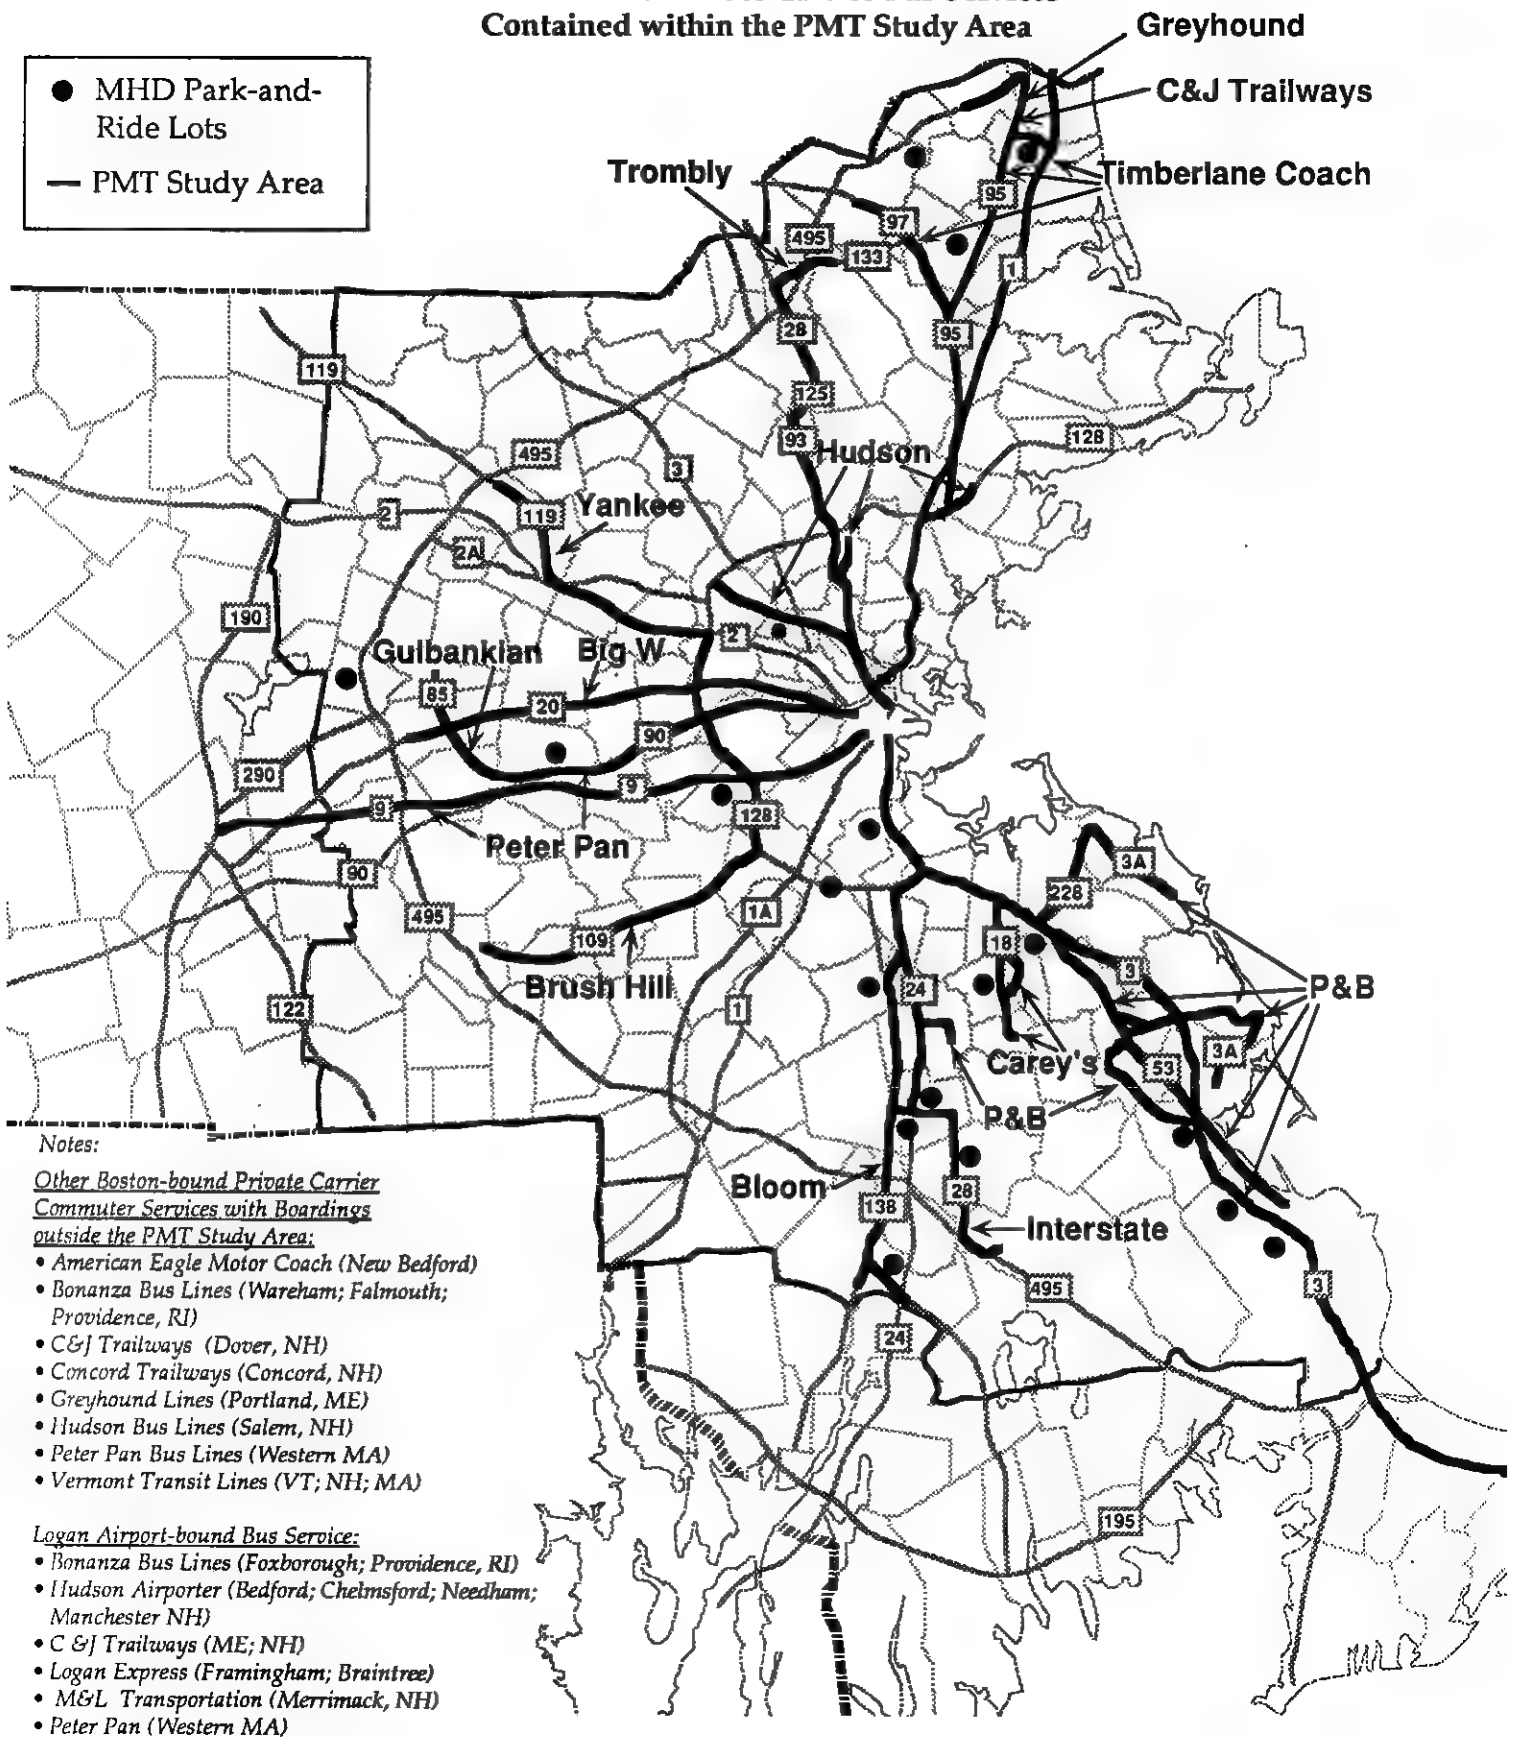 Contained within the PMT Study Area
MHD Park-and-
Ride Lots
PMT Study Area
Greyhound
C&J Trailways
Timberlane Coach
Trombly
95
97
495
133
1
28
95
119
125
128
93
Hudson
495
3
Yankee
119
2
2A
190
2
Gulbankian
Big W
85
20
90
290
9
9
128
Peter Pan
3A
90
228
495
1A
109
18
Brush Hill
3
24
P&B
122
1
Carey's
3A
53
P&B
Bloom
28
138
Interstate
495
3
24
195
Notes:
Other Boston-bound Private Carrier
Commuter Services with Boardings
outside the PMT Study Area:
• American Eagle Motor Coach (New Bedford)
• Bonanza Bus Lines (Wareham; Falmouth;
Providence, RI)
• C&J Trailways (Dover, NH)
• Concord Trailways (Concord, NH)
• Greyhound Lines (Portland, ME)
• Hudson Bus Lines (Salem, NH)
• Peter Pan Bus Lines (Western MA)
• Vermont Transit Lines (VT; NH; MA)
Logan Airport-bound Bus Service:
• Bonanza Bus Lines (Foxborough; Providence, RI)
• Hudson Airporter (Bedford; Chelmsford; Needham;
Manchester NH)
• C &J Trailways (ME; NH)
• Logan Express (Framingham; Braintree)
• M&L Transportation (Merrimack, NH)
• Peter Pan (Western MA)